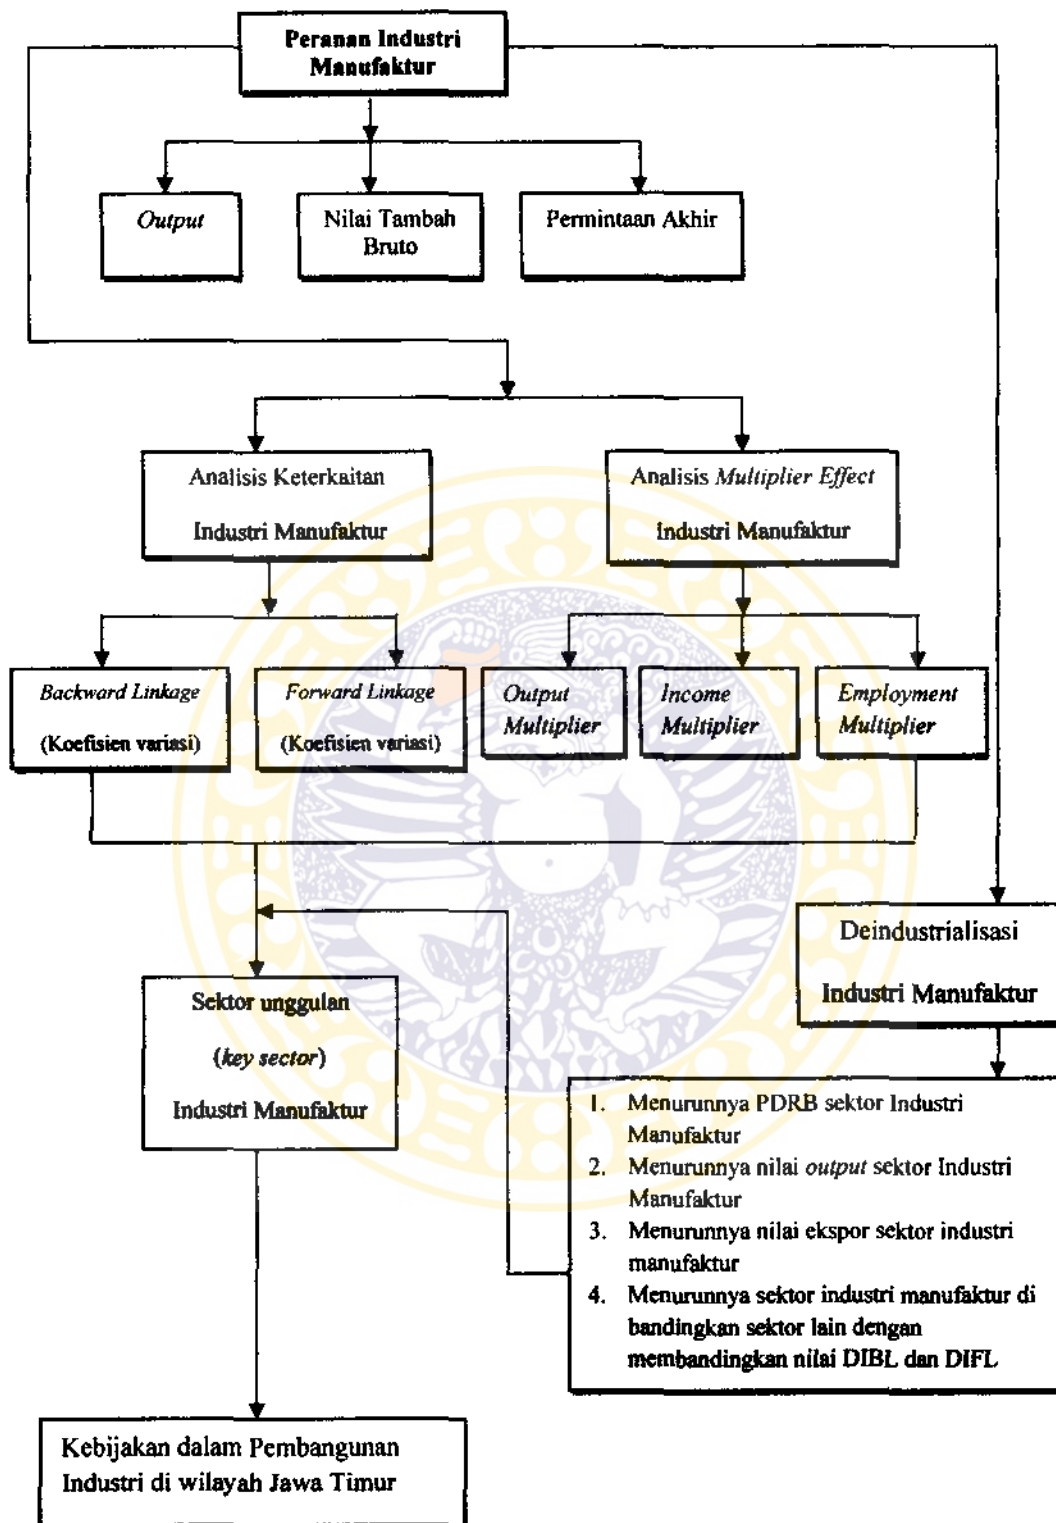 Peranan Industri
Manufaktur
Output
Nilai Tambah
Bruto
Permintaan Akhir
Analisis Keterkaitan
Industri Manufaktur
Analisis Multiplier Effect
Industri Manufaktur
Backward Linkage
(Koefisien variasi)
Forward Linkage
(Koefisien variasi)
Output
Multiplier
Income
Multiplier
Employment
Multiplier
Deindustrialisasi
Industri Manufaktur
Sektor unggulan
(key sector)
Industri Manufaktur
1. Menurunnya PDRB sektor Industri
Manufaktur
2. Menurunnya nilai output sektor Industri
Manufaktur
3. Menurunnya nilai ekspor sektor industri
manufaktur
4. Menurunnya sektor industri manufaktur di
bandingkan sektor lain dengan
membandingkan nilai DIBL dan DIFL
Kebijakan dalam Pembangunan
Industri di wilayah Jawa Timur